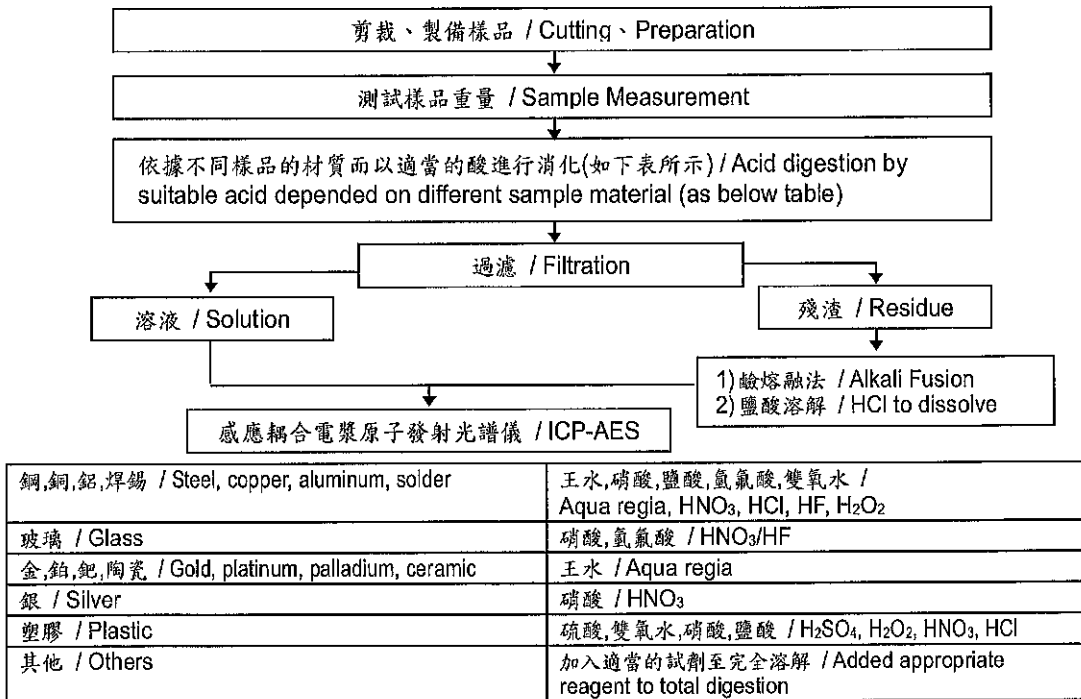 剪裁、製備樣品 / Cutting、Preparation
測試樣品重量 / Sample Measurement
依據不同樣品的材質而以適當的酸進行消化(如下表所示) / Acid digestion by
suitable acid depended on different sample material (as below table)
過濾 / Filtration
溶液 / Solution
殘渣 / Residue
1)鹼熔融法 / Alkali Fusion
2)鹽酸溶解 / HCl to dissolve
感應耦合電漿原子發射光譜儀 / ICP-AES
鋼,銅,鋁,焊錫 / Steel, copper, aluminum, solder
王水,硝酸,鹽酸,氫氟酸,雙氧水 /
Aqua regia, HNO₃, HCl, HF, H₂O₂
玻璃 / Glass
硝酸,氫氟酸 / HNO₃/HF
金,鉑,鈀,陶瓷 / Gold, platinum, palladium, ceramic
王水 / Aqua regia
銀 / Silver
硝酸 / HNO₃
塑膠 / Plastic
硫酸,雙氧水,硝酸,鹽酸 / H₂SO₄, H₂O₂, HNO₃, HCl
其他 / Others
加入適當的試劑至完全溶解 / Added appropriate
reagent to total digestion